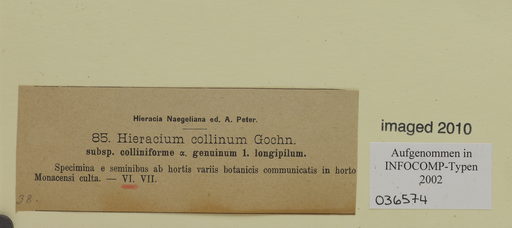 Hieracia Naegeliana ed. A. Peter.
85. Hieracium collinum Gochn.
subsp. colliniforme α. genuinum 1. longipilum.
Specimina e seminibus ab hortis variis botanicis communicatis in horto
Monacensi culta. — VI. VII.
38.
imaged 2010
Aufgenommen in
INFOCOMP-Typen
2002
036574